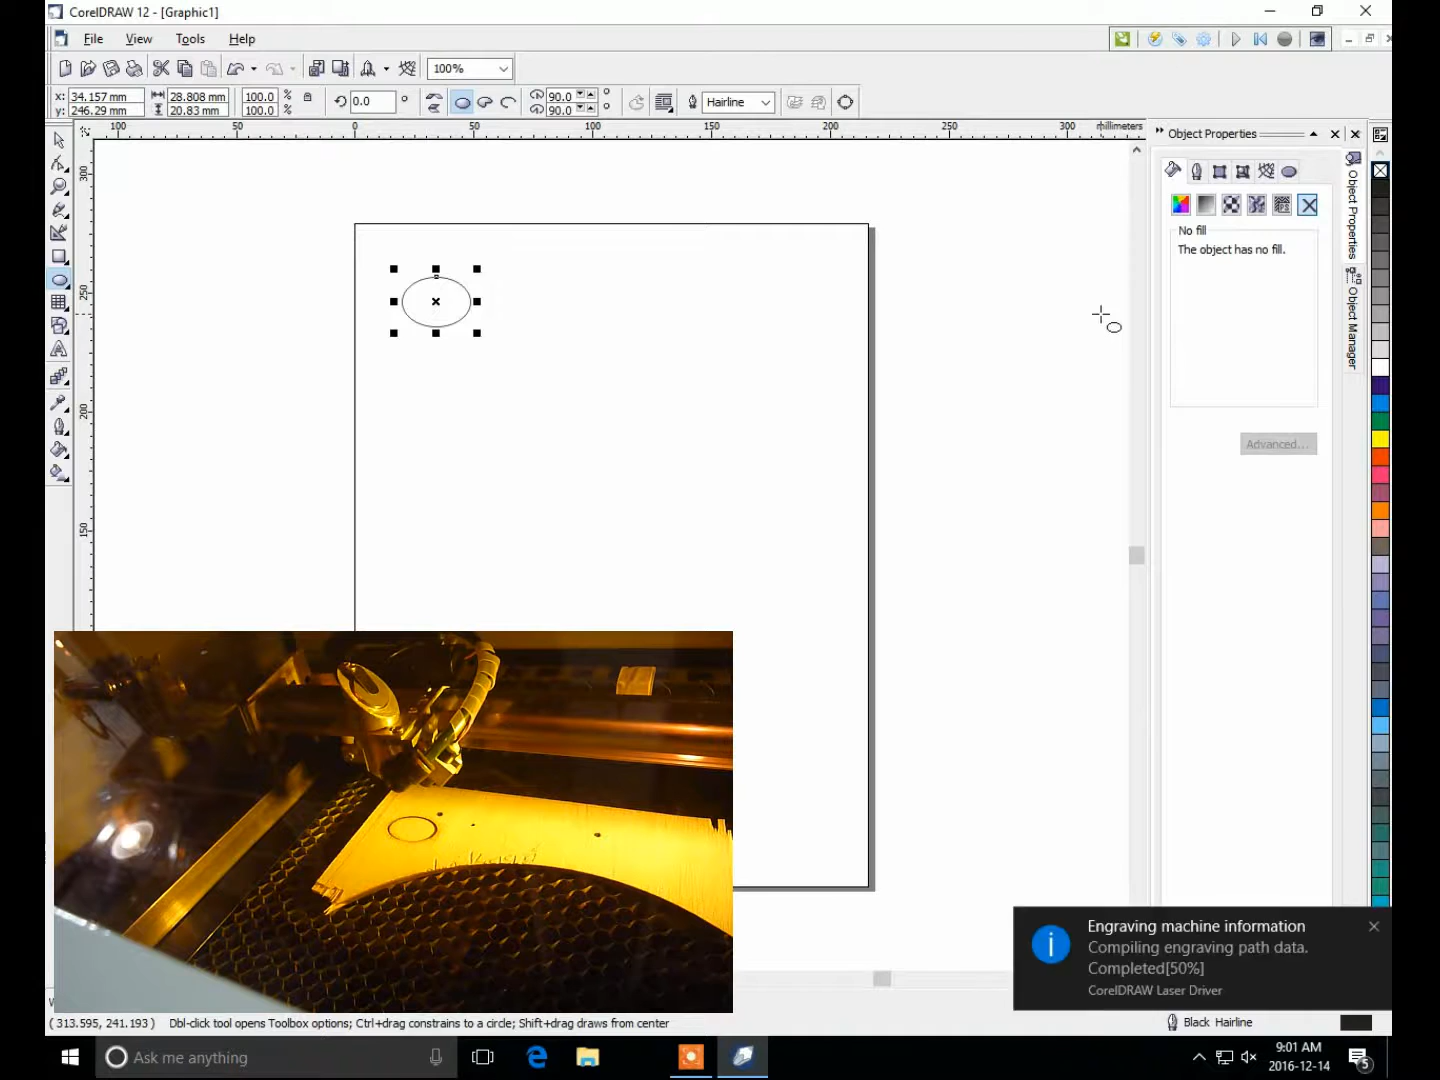 CorelDRAW 12 - [Graphic1]
File View Tools Help
100%
x: 34.157 mm 28.808 mm 100.0 % 0.0 ° 90.0 ° Hairline
y: 246.29 mm 20.83 mm 100.0 % 90.0 °
100 50 0 50 100 150 200 250 300 millimeters
300
250
200
150
Object Properties
No fill
The object has no fill.
Advanced...
Object Properties
Object Manager
Engraving machine information
Compiling engraving path data.
Completed[50%]
CorelDRAW Laser Driver
( 313.595, 241.193 ) Dbl-click tool opens Toolbox options; Ctrl+drag constrains to a circle; Shift+drag draws from center
Black Hairline
Ask me anything
9:01 AM
2016-12-14
5